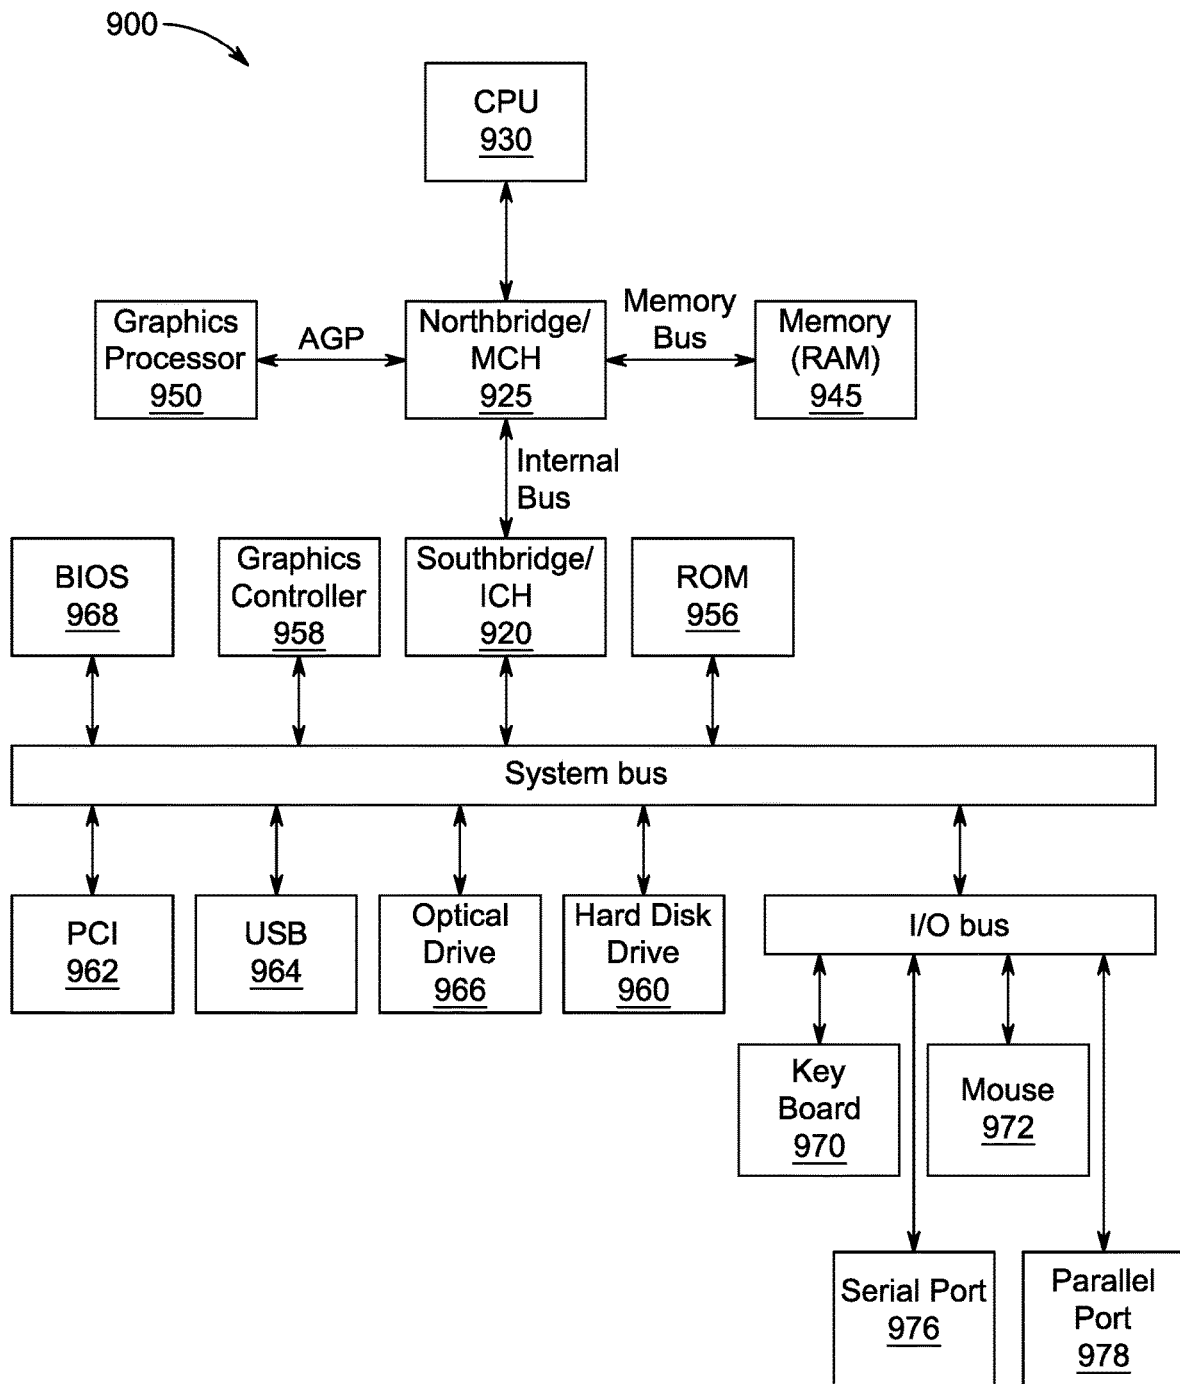 900
CPU
930
Graphics
Processor
950
AGP
Northbridge/
MCH
925
Memory
Bus
Memory
(RAM)
945
Internal
Bus
BIOS
968
Graphics
Controller
958
Southbridge/
ICH
920
ROM
956
System bus
PCI
962
USB
964
Optical
Drive
966
Hard Disk
Drive
960
I/O bus
Key
Board
970
Mouse
972
Serial Port
976
Parallel
Port
978